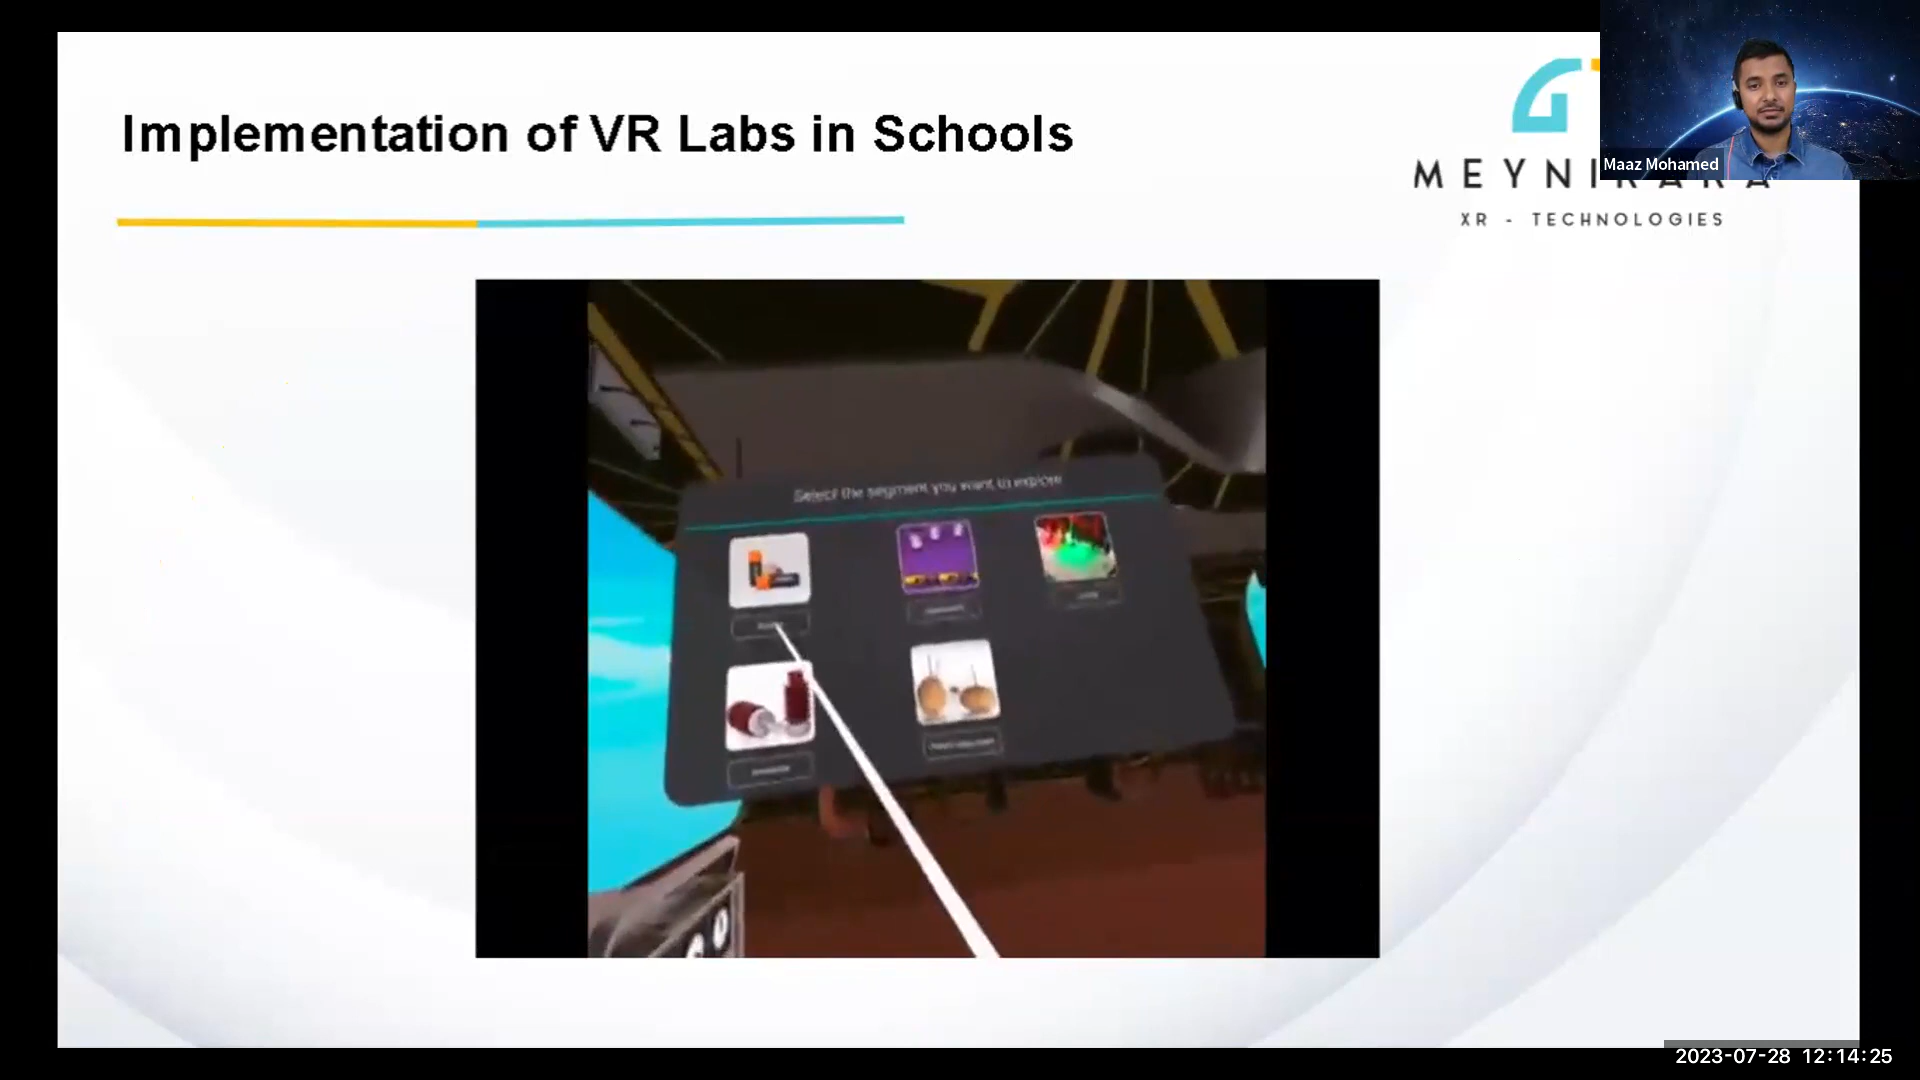 Implementation of VR Labs in Schools
XR - TECHNOLOGIES
Maaz Mohamed
Select the segment you want to explore
2023-07-28 12:14:25